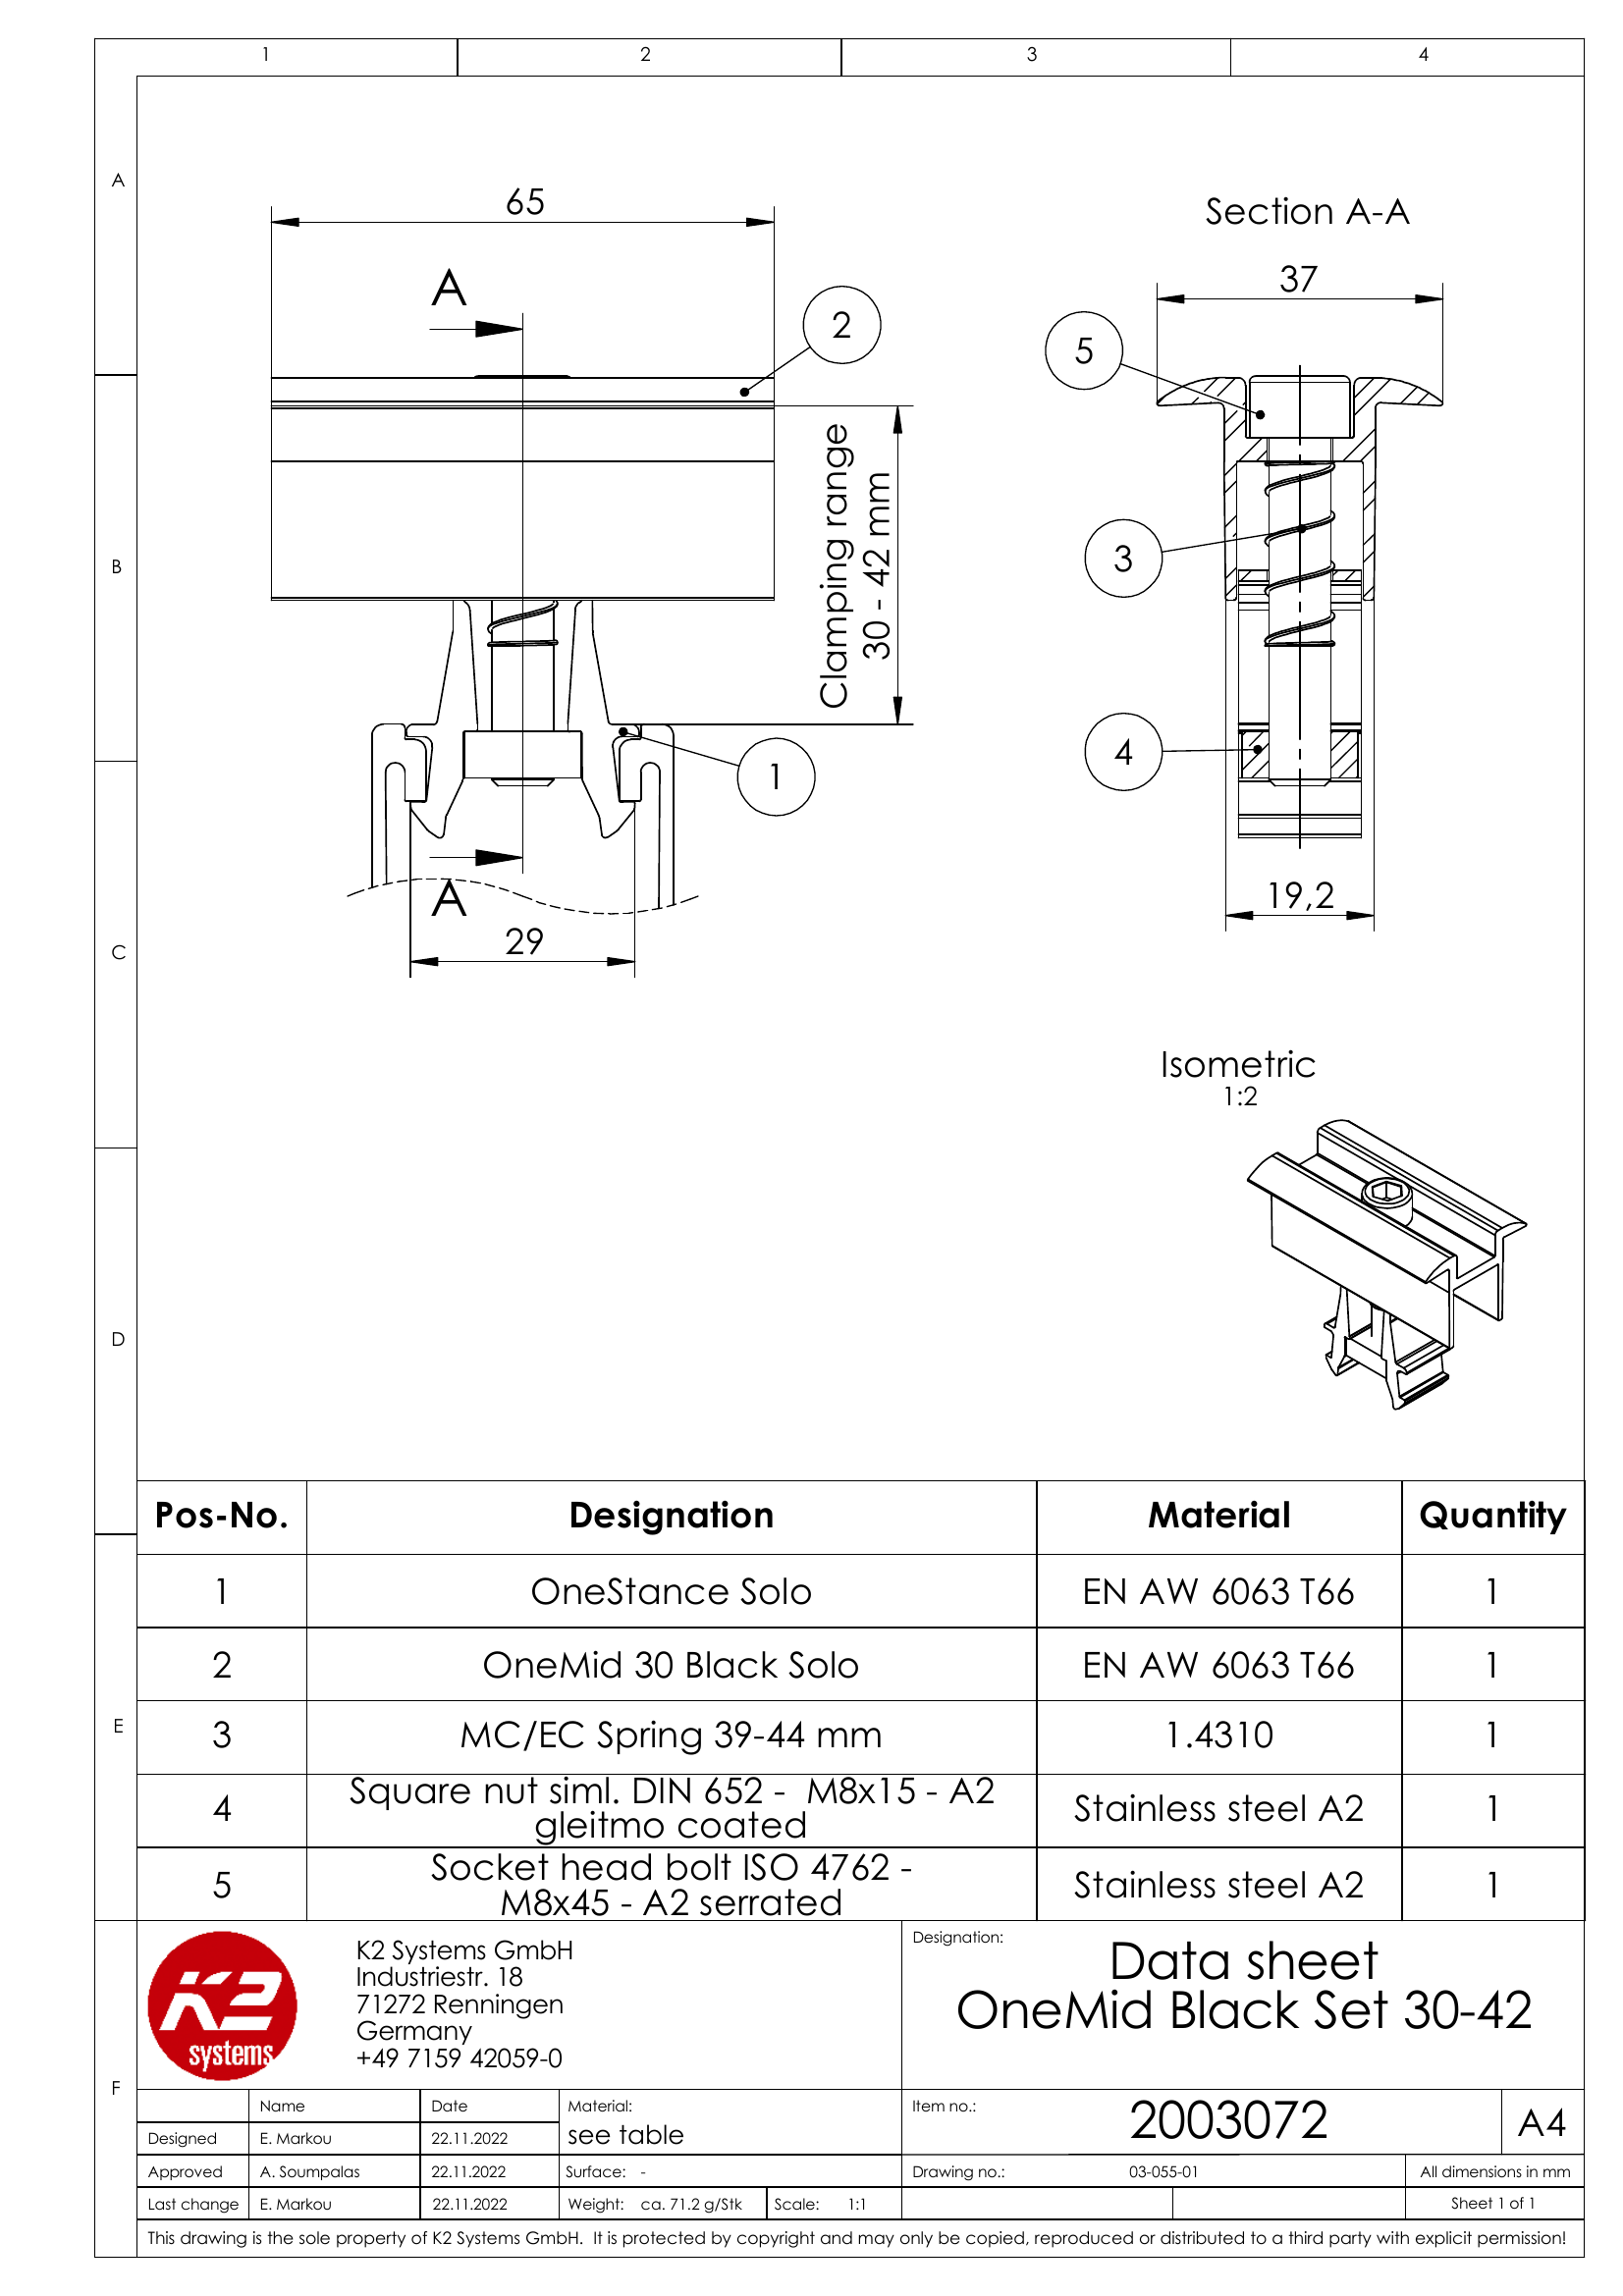 1 2 3 4
A
B
C
D
E
F
65
A
2
Clamping range
30 - 42 mm
1
A
29
Section A-A
37
5
3
4
19,2
Isometric
1:2
Pos-No. Designation Material Quantity
1 OneStance Solo EN AW 6063 T66 1
2 OneMid 30 Black Solo EN AW 6063 T66 1
3 MC/EC Spring 39-44 mm 1.4310 1
4 Square nut siml. DIN 652 - M8x15 - A2
gleitmo coated Stainless steel A2 1
5 Socket head bolt ISO 4762 -
M8x45 - A2 serrated Stainless steel A2 1
K2
systems
K2 Systems GmbH
Industriestr. 18
71272 Renningen
Germany
+49 7159 42059-0
Designation:
Data sheet
OneMid Black Set 30-42
Name Date Material:
see table
Item no.: 2003072 A4
Designed E. Markou 22.11.2022
Approved A. Soumpalas 22.11.2022 Surface: - Drawing no.: 03-055-01 All dimensions in mm
Last change E. Markou 22.11.2022 Weight: ca. 71.2 g/Stk Scale: 1:1 Sheet 1 of 1
This drawing is the sole property of K2 Systems GmbH. It is protected by copyright and may only be copied, reproduced or distributed to a third party with explicit permission!